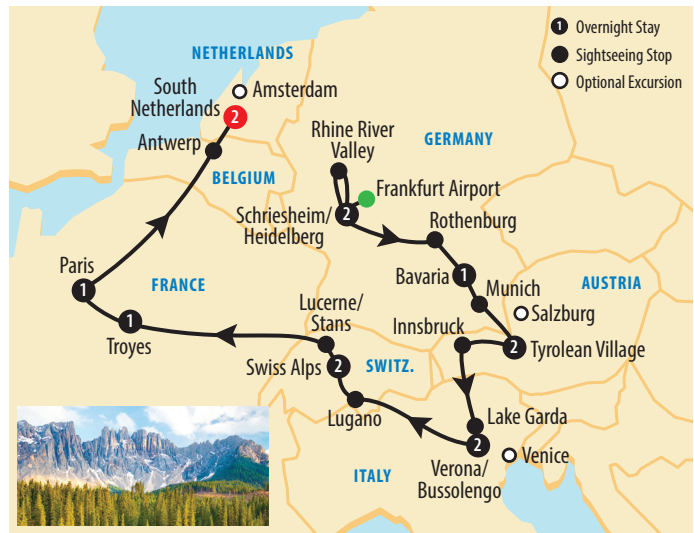 1 Overnight Stay
Sightseeing Stop
Optional Excursion
NETHERLANDS
South
Netherlands
2
Amsterdam
Antwerp
BELGIUM
Rhine River
Valley
GERMANY
Frankfurt Airport
Schriesheim/
Heidelberg
2
Rothenburg
Paris
1
FRANCE
Bavaria
1
Munich
AUSTRIA
Salzburg
Troyes
1
Lucerne/
Stans
Innsbruck
2
Tyrolean Village
Swiss Alps
2
SWITZ.
Lugano
Lake Garda
2
Verona/
Bussolengo
Venice
ITALY